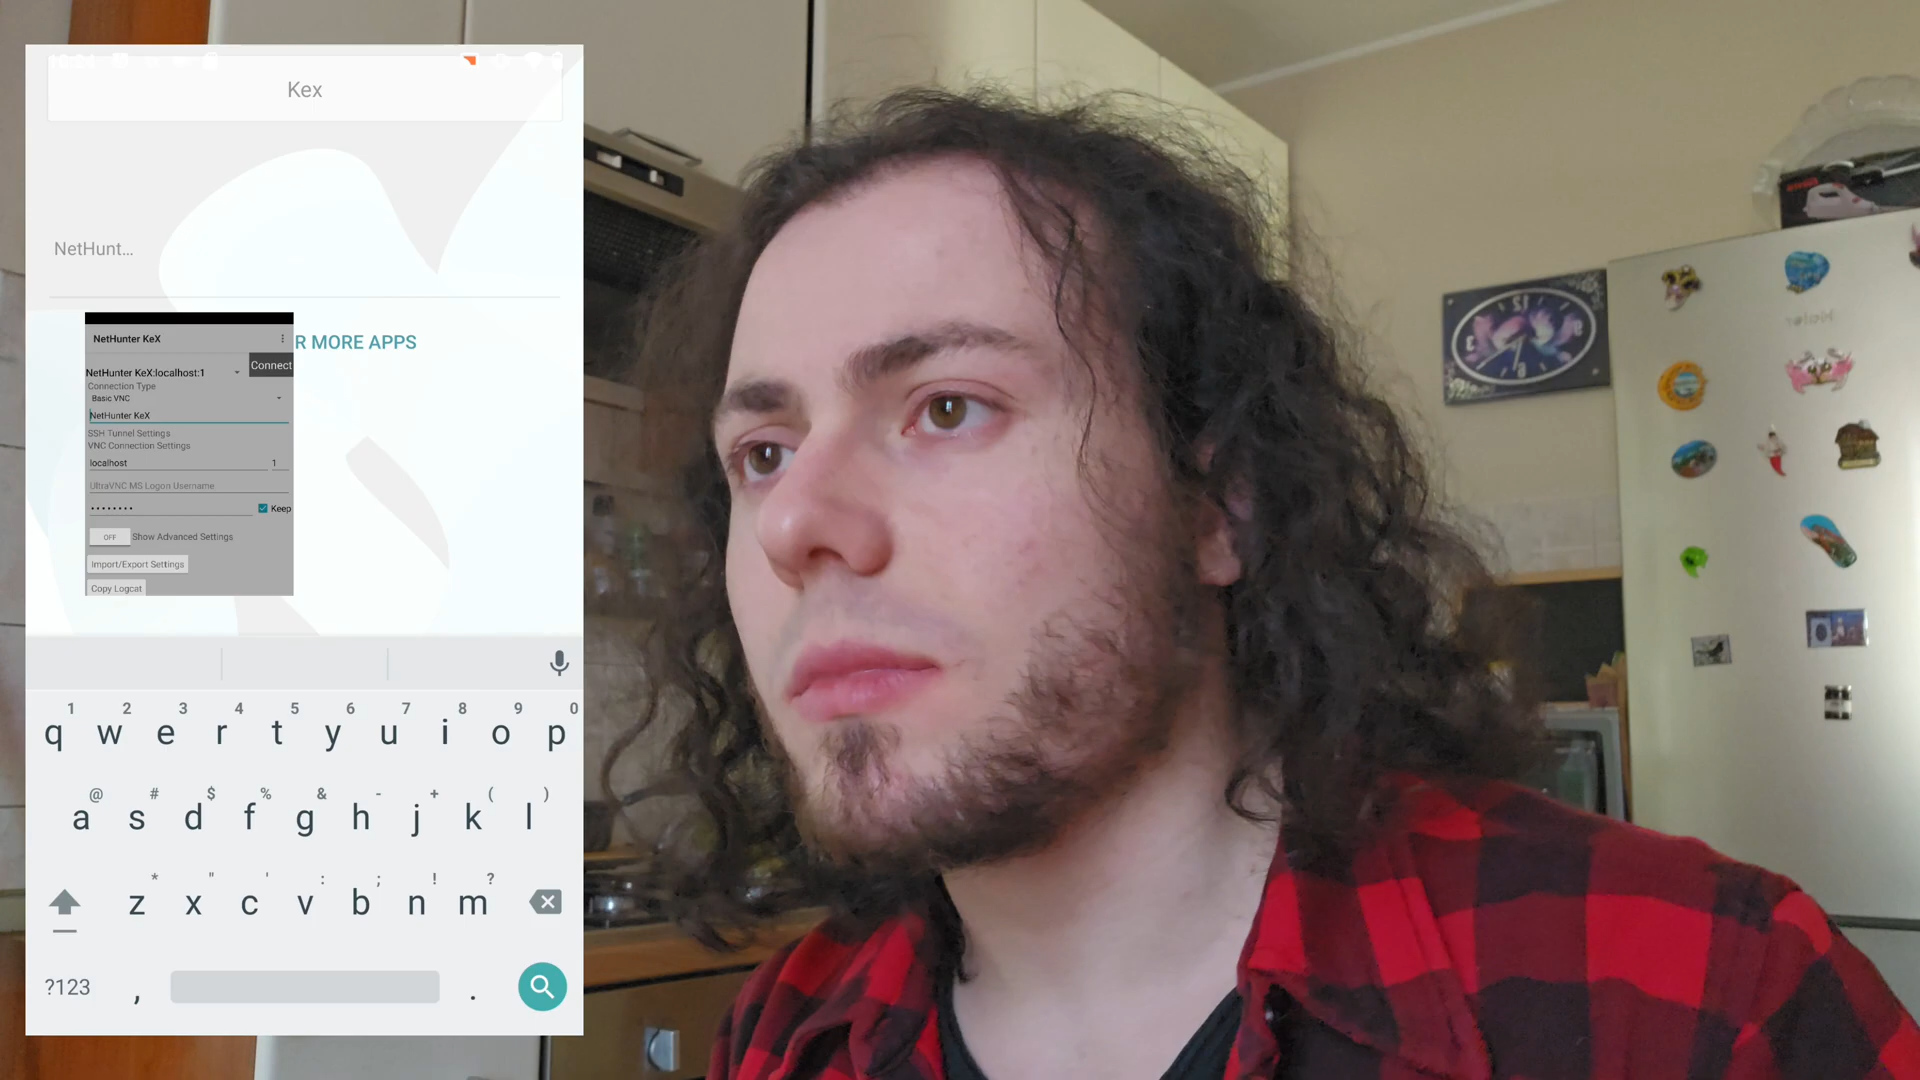 Kex
NetHunt...
R MORE APPS
NetHunter KeX
NetHunter KeX:localhost:1
Connect
Connection Type
Basic VNC
NetHunter KeX
SSH Tunnel Settings
VNC Connection Settings
localhost 1
UltraVNC MS Logon Username
•••••••• Keep
OFF Show Advanced Settings
Import/Export Settings
Copy Logcat
1 2 3 4 5 6 7 8 9 0
q w e r t y u i o p
@ # $ % & - + ( )
a s d f g h j k l
* " ' : ; ! ?
z x c v b n m
?123 , .